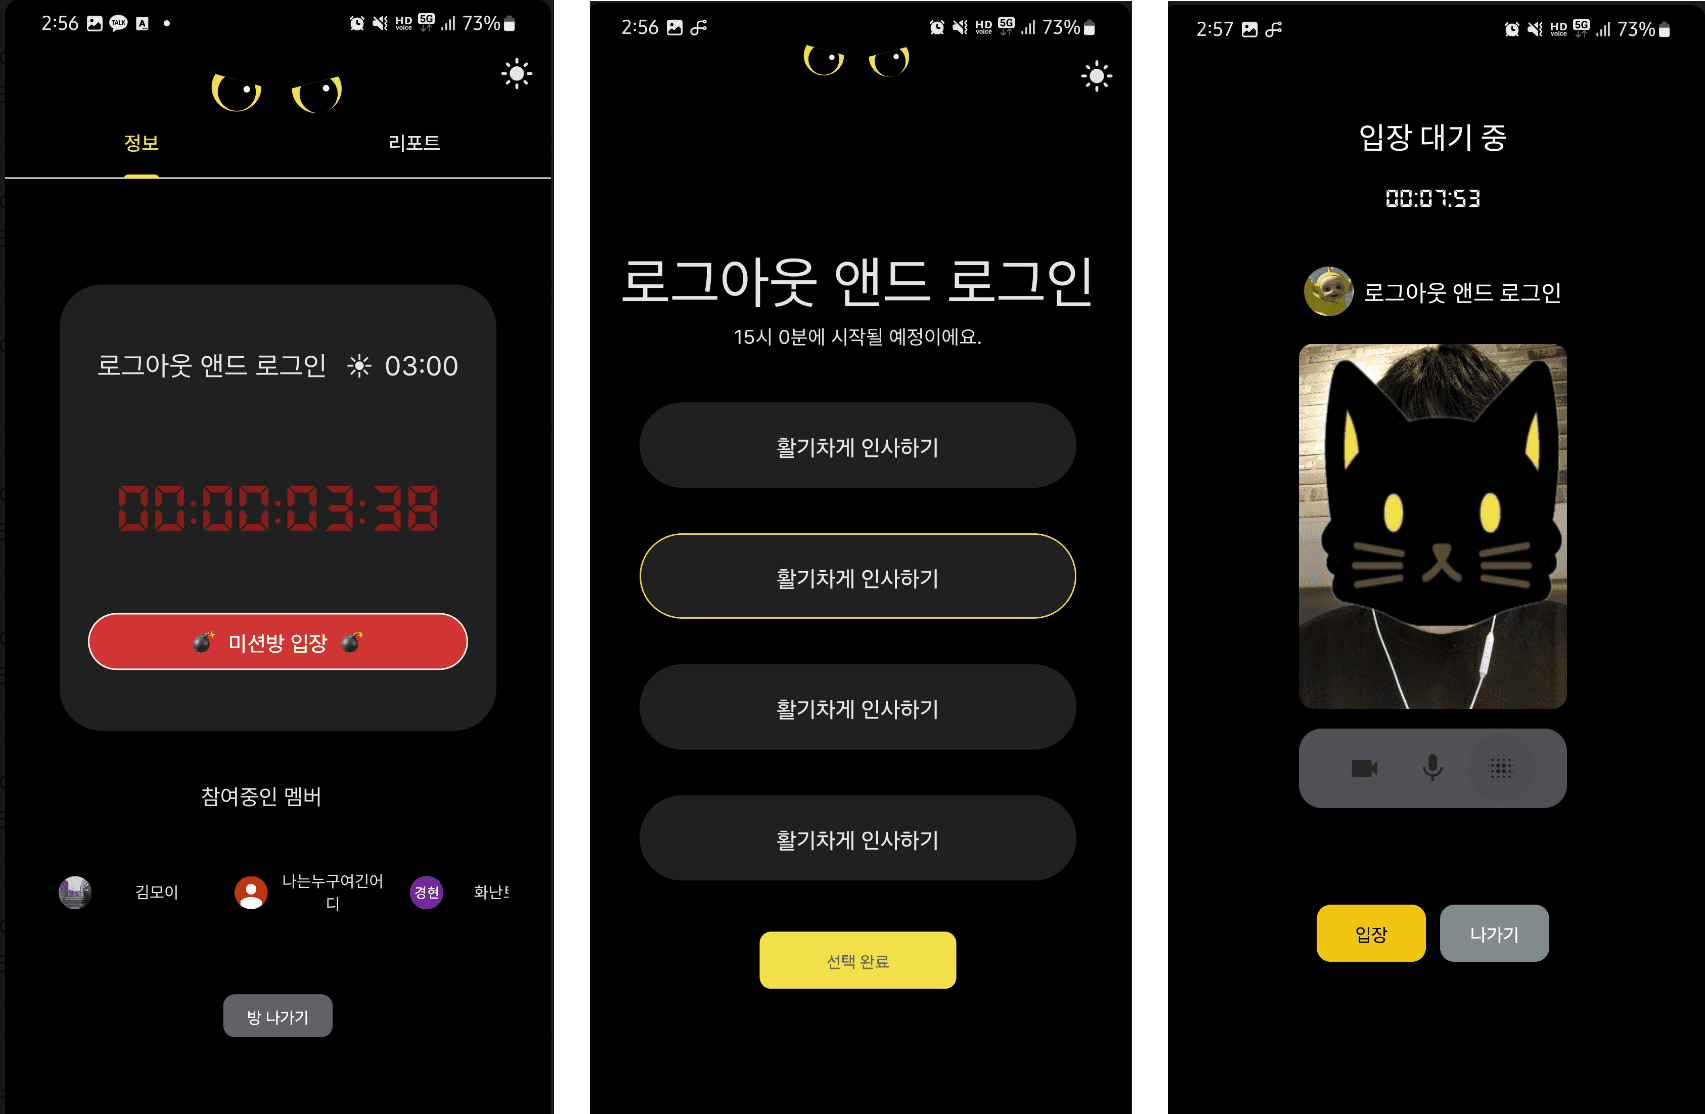 2:56
HD voice 5G 73%
정보
리포트
로그아웃 앤드 로그인 03:00
00:00:03:38
미션방 입장
참여중인 멤버
김모이
나는누구여긴어
디
경현
방 나가기
2:56
HD voice 5G 73%
로그아웃 앤드 로그인
15시 0분에 시작될 예정이에요.
활기차게 인사하기
활기차게 인사하기
활기차게 인사하기
활기차게 인사하기
선택 완료
2:57
HD voice 5G 73%
입장 대기 중
00:07:53
로그아웃 앤드 로그인
입장
나가기